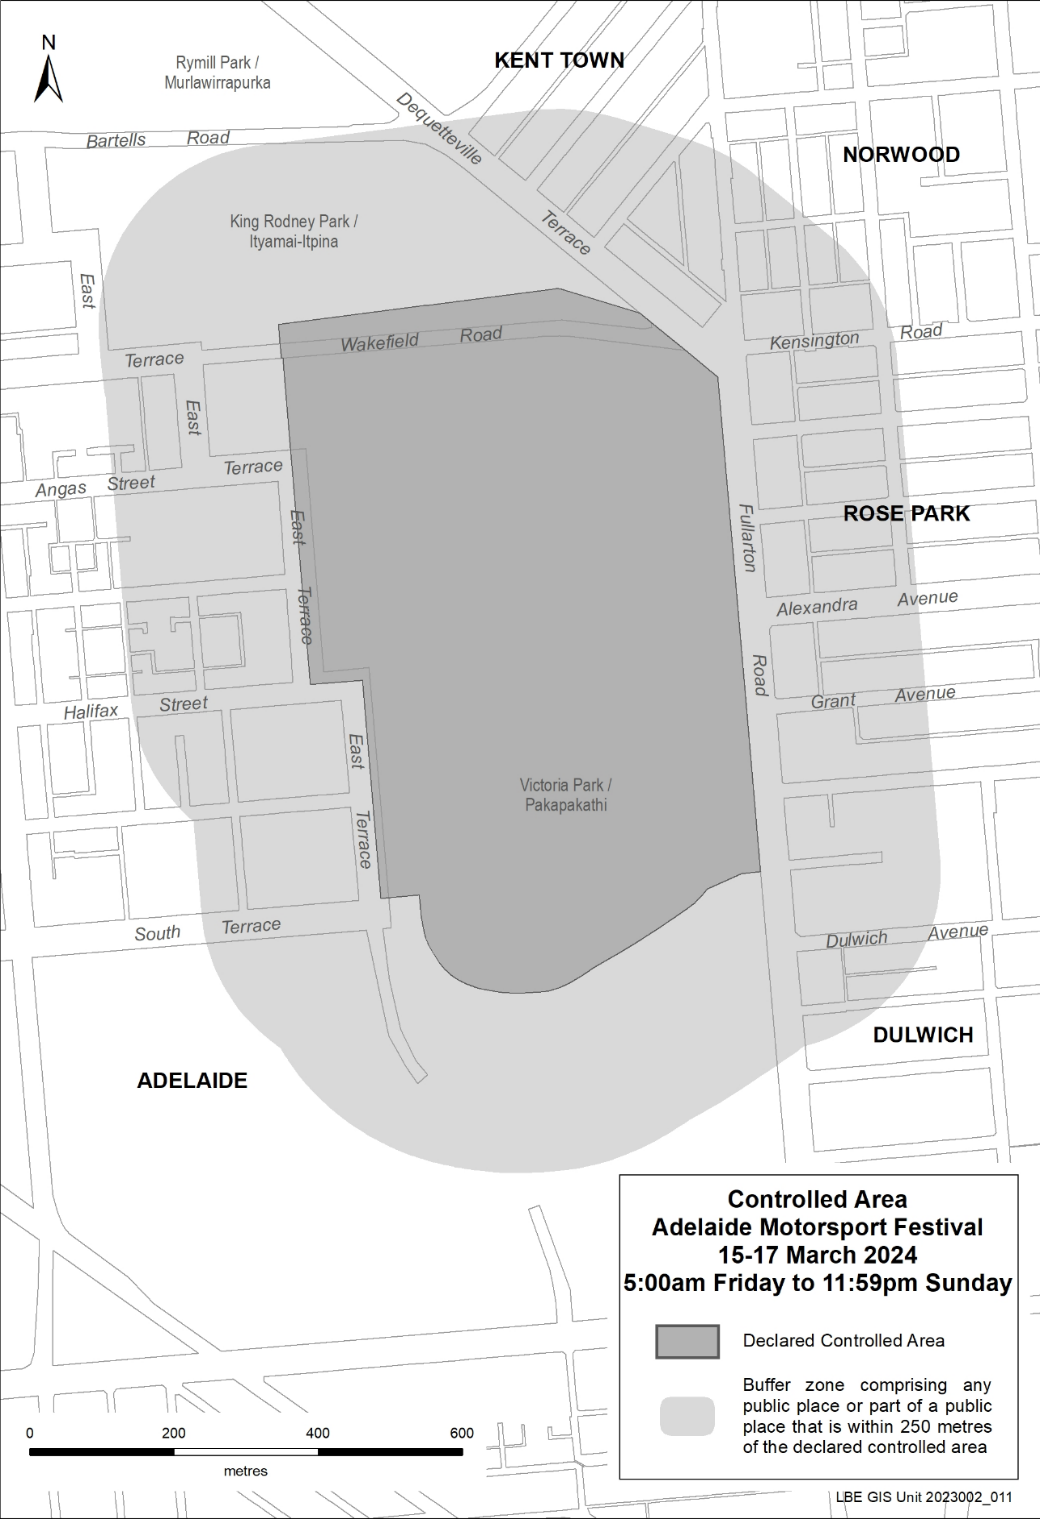 N
Rymill Park /
Murlawirrapurka
KENT TOWN
Dequetteville
Terrace
Bartells Road
NORWOOD
King Rodney Park /
Ityamai-Itpina
East
Terrace
Wakefield Road
Kensington Road
East
Terrace
Angas Street
East
Terrace
Fullarton
Road
ROSE PARK
Alexandra Avenue
Halifax Street
Grant Avenue
East
Terrace
Victoria Park /
Pakapakathi
South Terrace
Dulwich Avenue
DULWICH
ADELAIDE
Controlled Area
Adelaide Motorsport Festival
15-17 March 2024
5:00am Friday to 11:59pm Sunday
Declared Controlled Area
Buffer zone comprising any
public place or part of a public
place that is within 250 metres
of the declared controlled area
0 200 400 600
metres
LBE GIS Unit 2023002_011